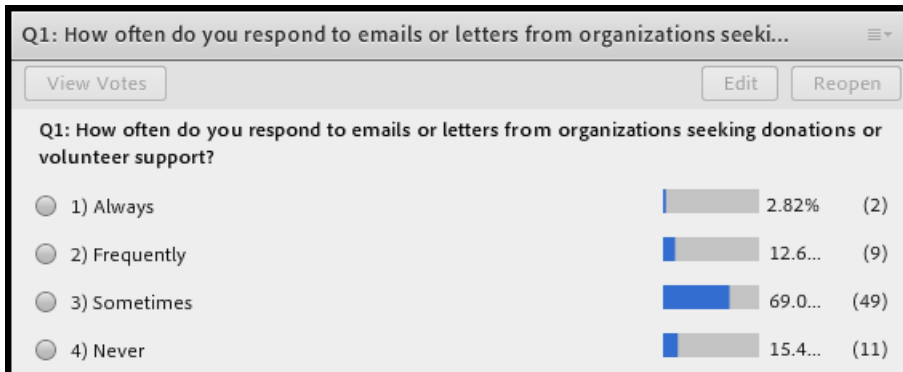 Q1: How often do you respond to emails or letters from organizations seeki...
View Votes Edit Reopen
Q1: How often do you respond to emails or letters from organizations seeking donations or
volunteer support?
1) Always 2.82% (2)
2) Frequently 12.6... (9)
3) Sometimes 69.0... (49)
4) Never 15.4... (11)